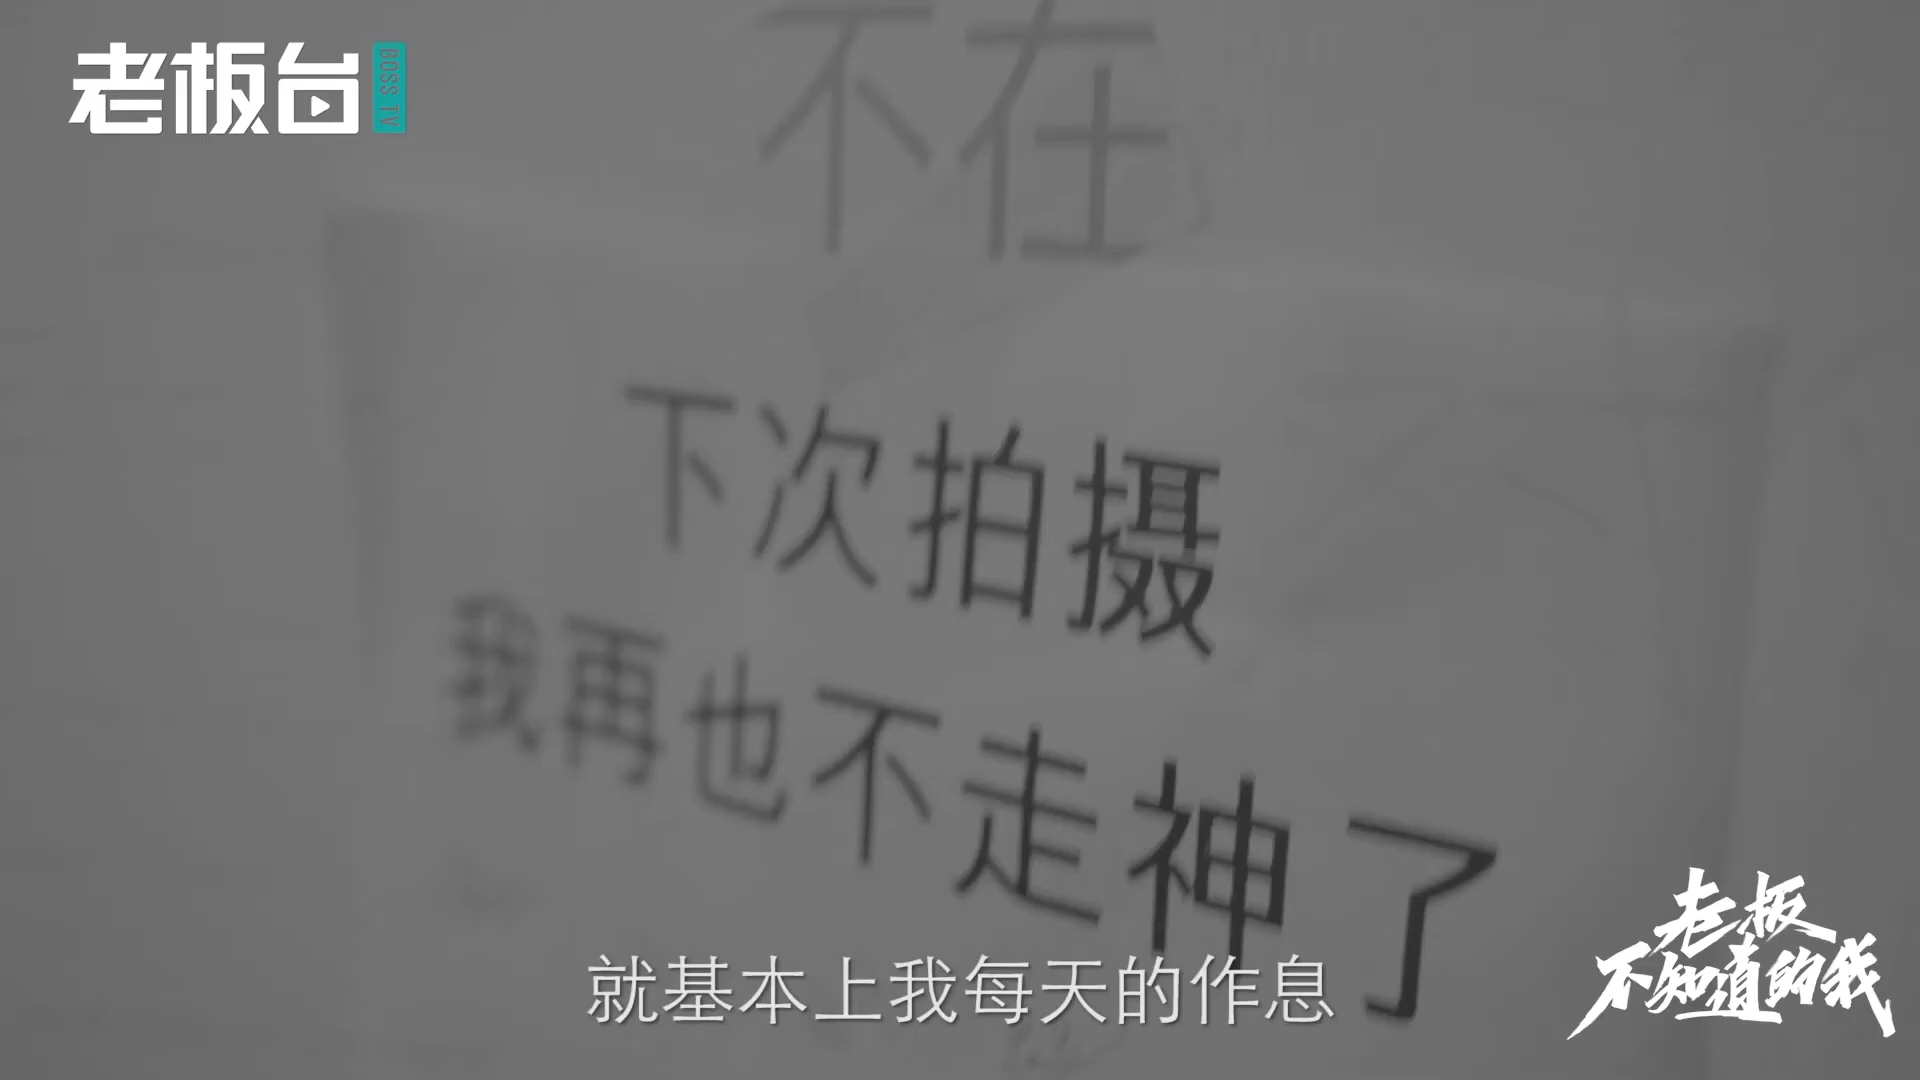 老板台
BOSS TV
不在
下次拍摄
我再也不走神了
就基本上我每天的作息
老板
不知道的我